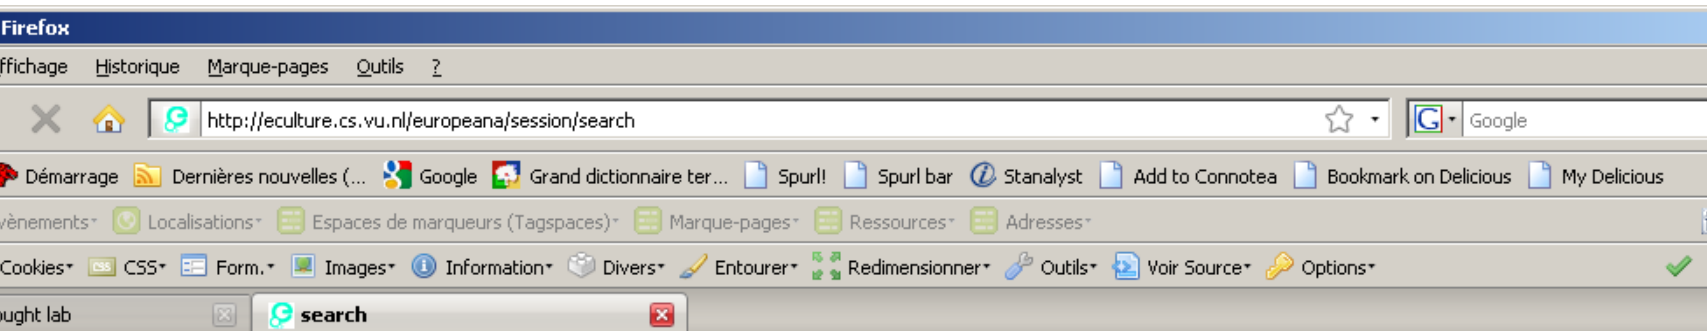 Firefox
ffichage Historique Marque-pages Outils ?
http://eculture.cs.vu.nl/europeana/session/search G Google
Démarrage Dernières nouvelles (... Google Grand dictionnaire ter... Spurl! Spurl bar Stanalyst Add to Connotea Bookmark on Delicious My Delicious
vènements Localisations Espaces de marqueurs (Tagspaces) Marque-pages Ressources Adresses
Cookies CSS Form. Images Information Divers Entourer Redimensionner Outils Voir Source Options
ought lab search